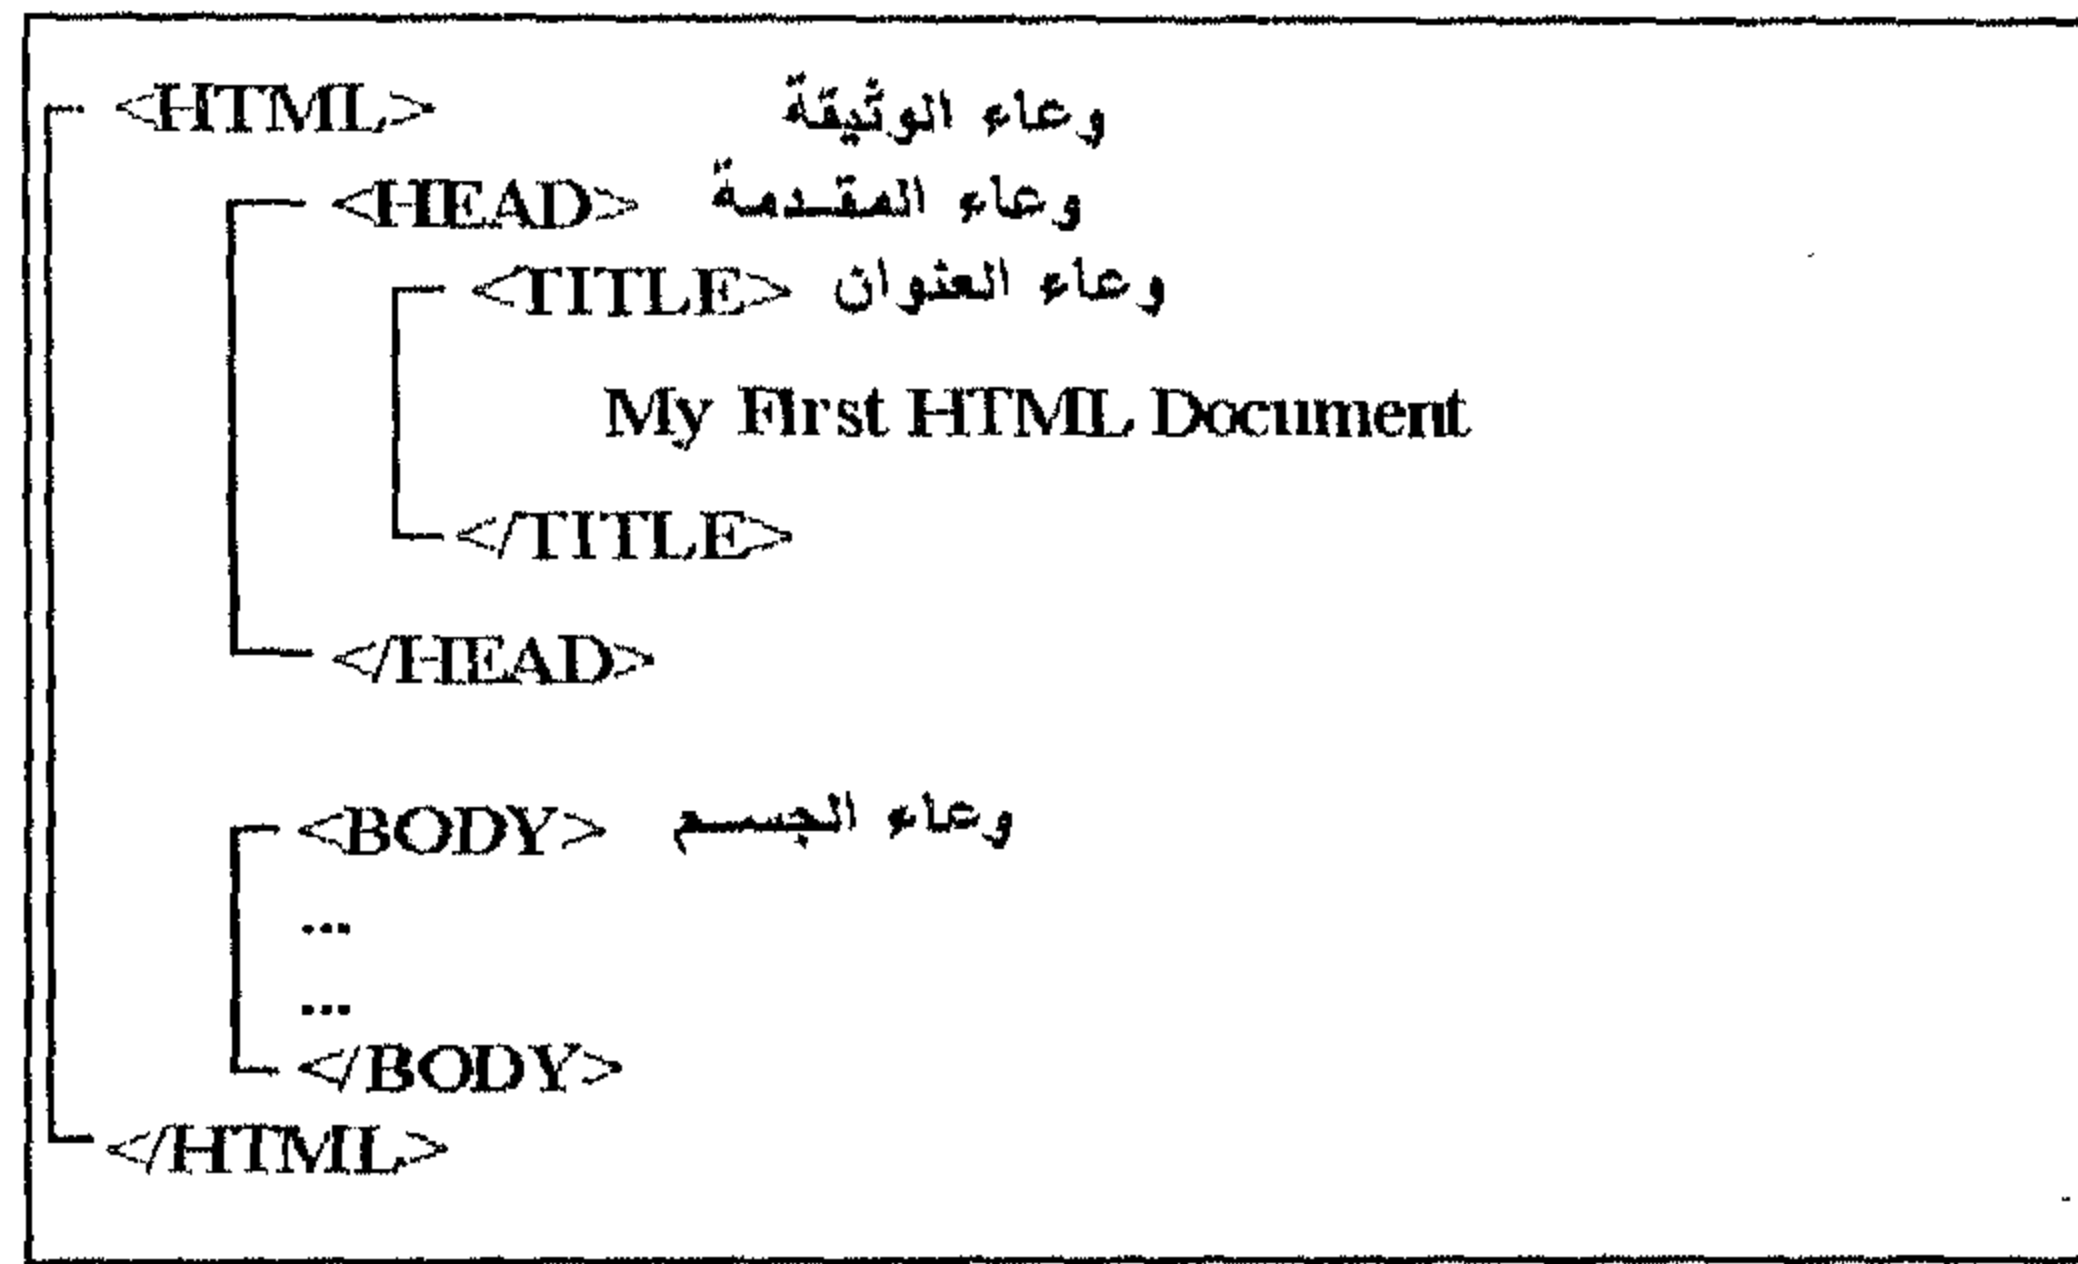 <HTML> وعاء الوثيقة
<HEAD> وعاء المقـدمة
<TITLE> وعاء العنوان
My First HTML Document
</TITLE>
</HEAD>
<BODY> وعاء الجسم
...
...
</BODY>
</HTML>